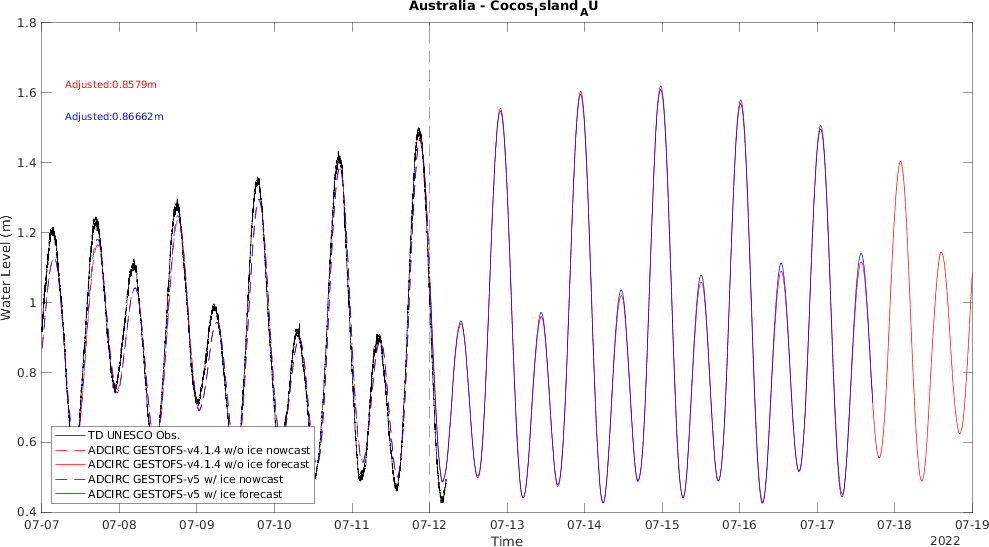 Australia - Cocos_Island_AU
1.8
1.6
1.4
1.2
1
0.8
0.6
0.4
Water Level (m)
Adjusted:0.8579m
Adjusted:0.86662m
TD UNESCO Obs.
ADCIRC GESTOFS-v4.1.4 w/o ice nowcast
ADCIRC GESTOFS-v4.1.4 w/o ice forecast
ADCIRC GESTOFS-v5 w/ ice nowcast
ADCIRC GESTOFS-v5 w/ ice forecast
07-07 07-08 07-09 07-10 07-11 07-12 07-13 07-14 07-15 07-16 07-17 07-18 07-19
Time
2022